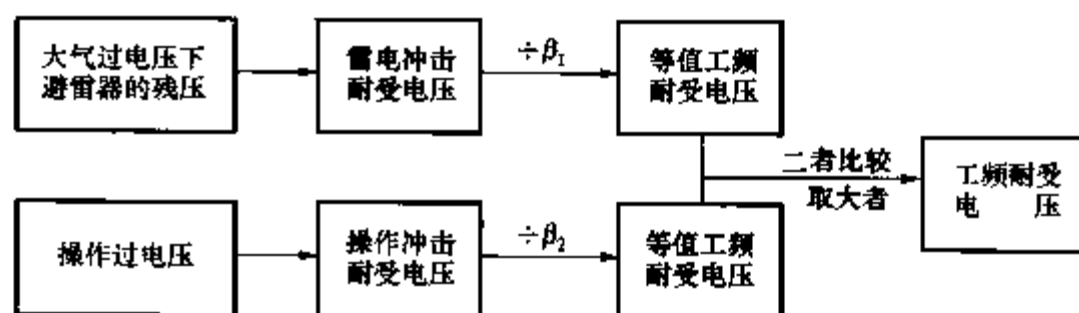 大气过电压下
避雷器的残压
雷电冲击
耐受电压
÷β₁
等值工频
耐受电压
二者比较
取大者
工频耐受
电 压
操作过电压
操作冲击
耐受电压
÷β₂
等值工频
耐受电压